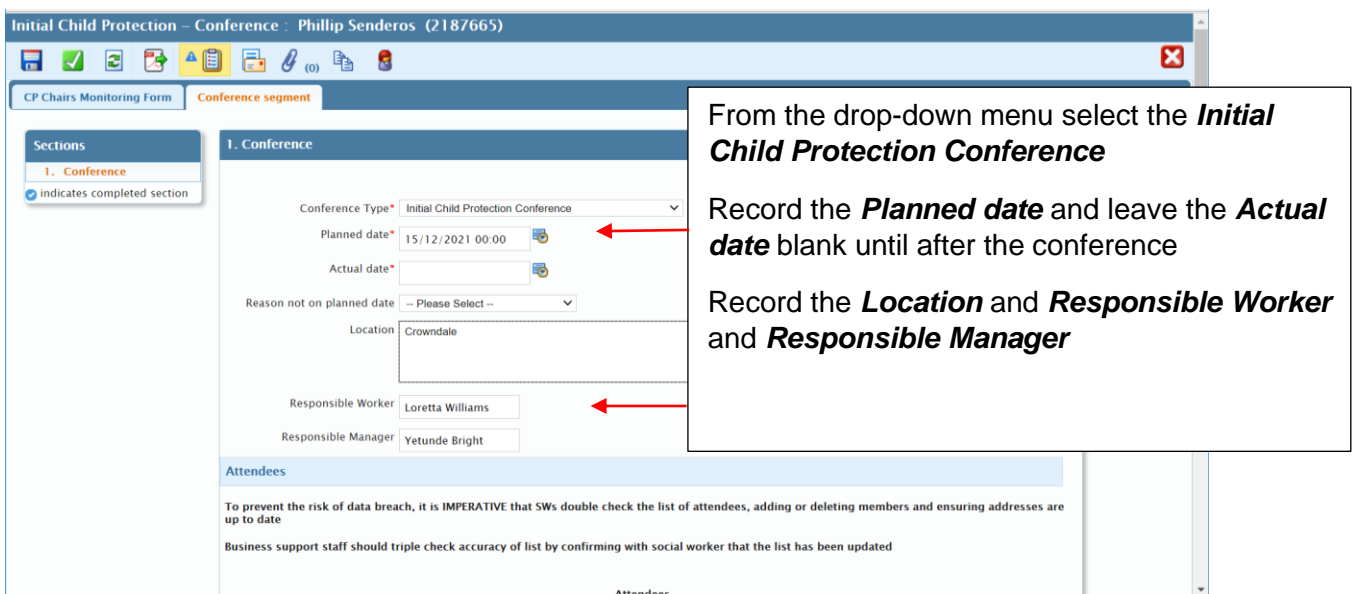 Initial Child Protection – Conference : Phillip Senderos (2187665)
(0)
CP Chairs Monitoring Form
Conference segment
Sections
1. Conference
indicates completed section
1. Conference
Conference Type* Initial Child Protection Conference
Planned date* 15/12/2021 00:00
Actual date*
Reason not on planned date -- Please Select --
Location Crowndale
Responsible Worker Loretta Williams
Responsible Manager Yetunde Bright
Attendees
To prevent the risk of data breach, it is IMPERATIVE that SWs double check the list of attendees, adding or deleting members and ensuring addresses are
up to date
Business support staff should triple check accuracy of list by confirming with social worker that the list has been updated
Attendees
From the drop-down menu select the Initial
Child Protection Conference
Record the Planned date and leave the Actual
date blank until after the conference
Record the Location and Responsible Worker
and Responsible Manager